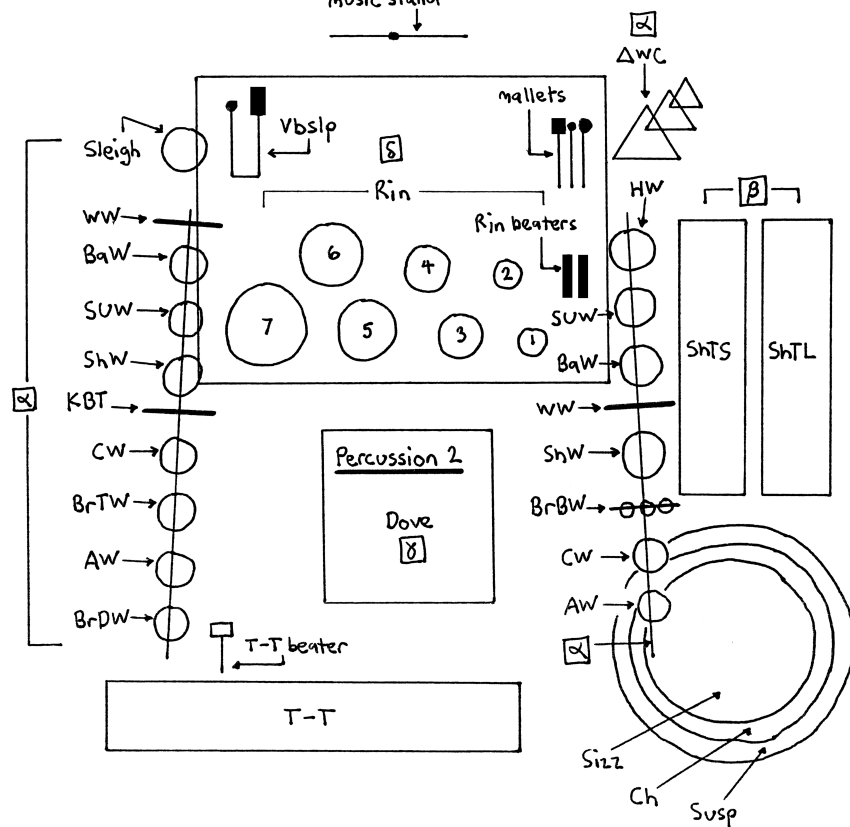 music stand
α
ΔWC
Sleigh
Vbslp
δ
mallets
Rin
HW
β
WW
Rin beaters
BaW
6
4
2
SUW
SUW
7
5
3
1
ShTS
ShTL
ShW
BaW
α
KBT
WW
CW
Percussion 2
ShW
BrTW
Dove
BrBW
γ
AW
CW
BrDW
AW
T-T beater
α
T-T
Sizz
Ch
Susp